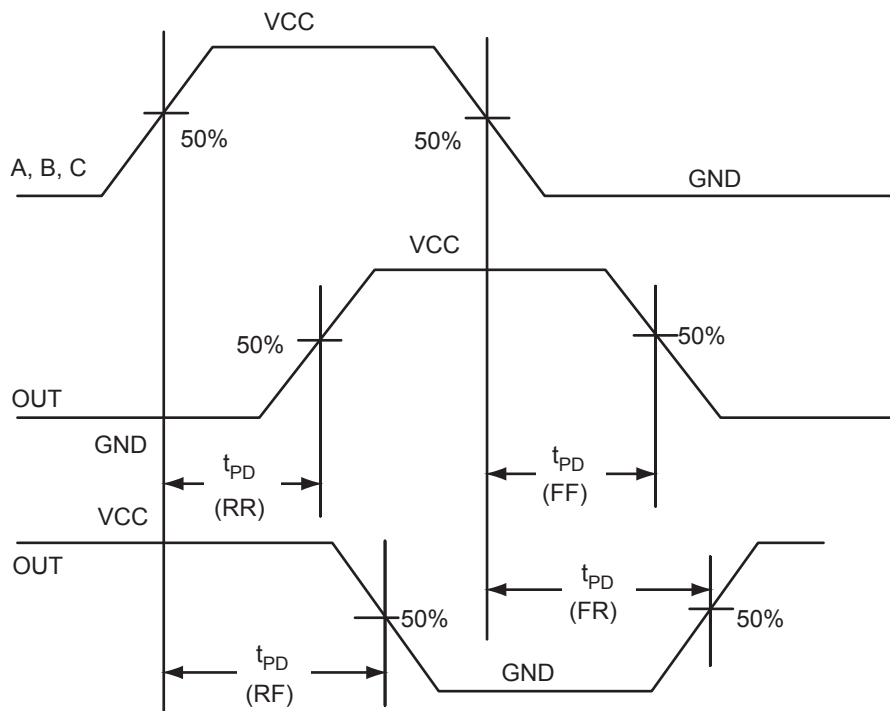 VCC
50%
50%
A, B, C
GND
VCC
50%
50%
OUT
GND
tPD
(RR)
tPD
(FF)
VCC
OUT
tPD
(FR)
50%
50%
tPD
(RF)
GND